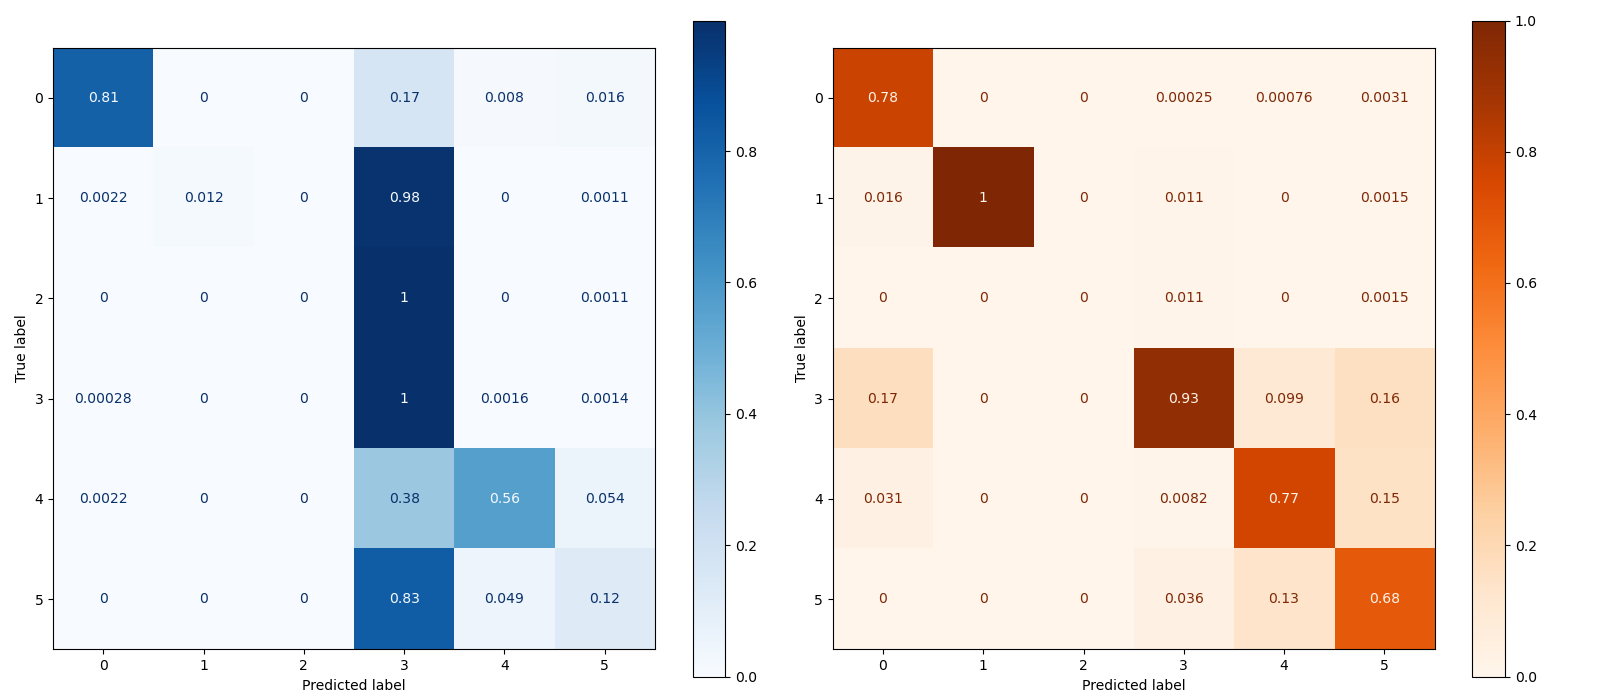 0 0.81 0 0 0.17 0.008 0.016
1 0.0022 0.012 0 0.98 0 0.0011
2 0 0 0 1 0 0.0011
3 0.00028 0 0 1 0.0016 0.0014
4 0.0022 0 0 0.38 0.56 0.054
5 0 0 0 0.83 0.049 0.12
0 1 2 3 4 5
True label
Predicted label
0.8
0.6
0.4
0.2
0.0
0 0.78 0 0 0.00025 0.00076 0.0031
1 0.016 1 0 0.011 0 0.0015
2 0 0 0 0.011 0 0.0015
3 0.17 0 0 0.93 0.099 0.16
4 0.031 0 0 0.0082 0.77 0.15
5 0 0 0 0.036 0.13 0.68
0 1 2 3 4 5
True label
Predicted label
1.0
0.8
0.6
0.4
0.2
0.0